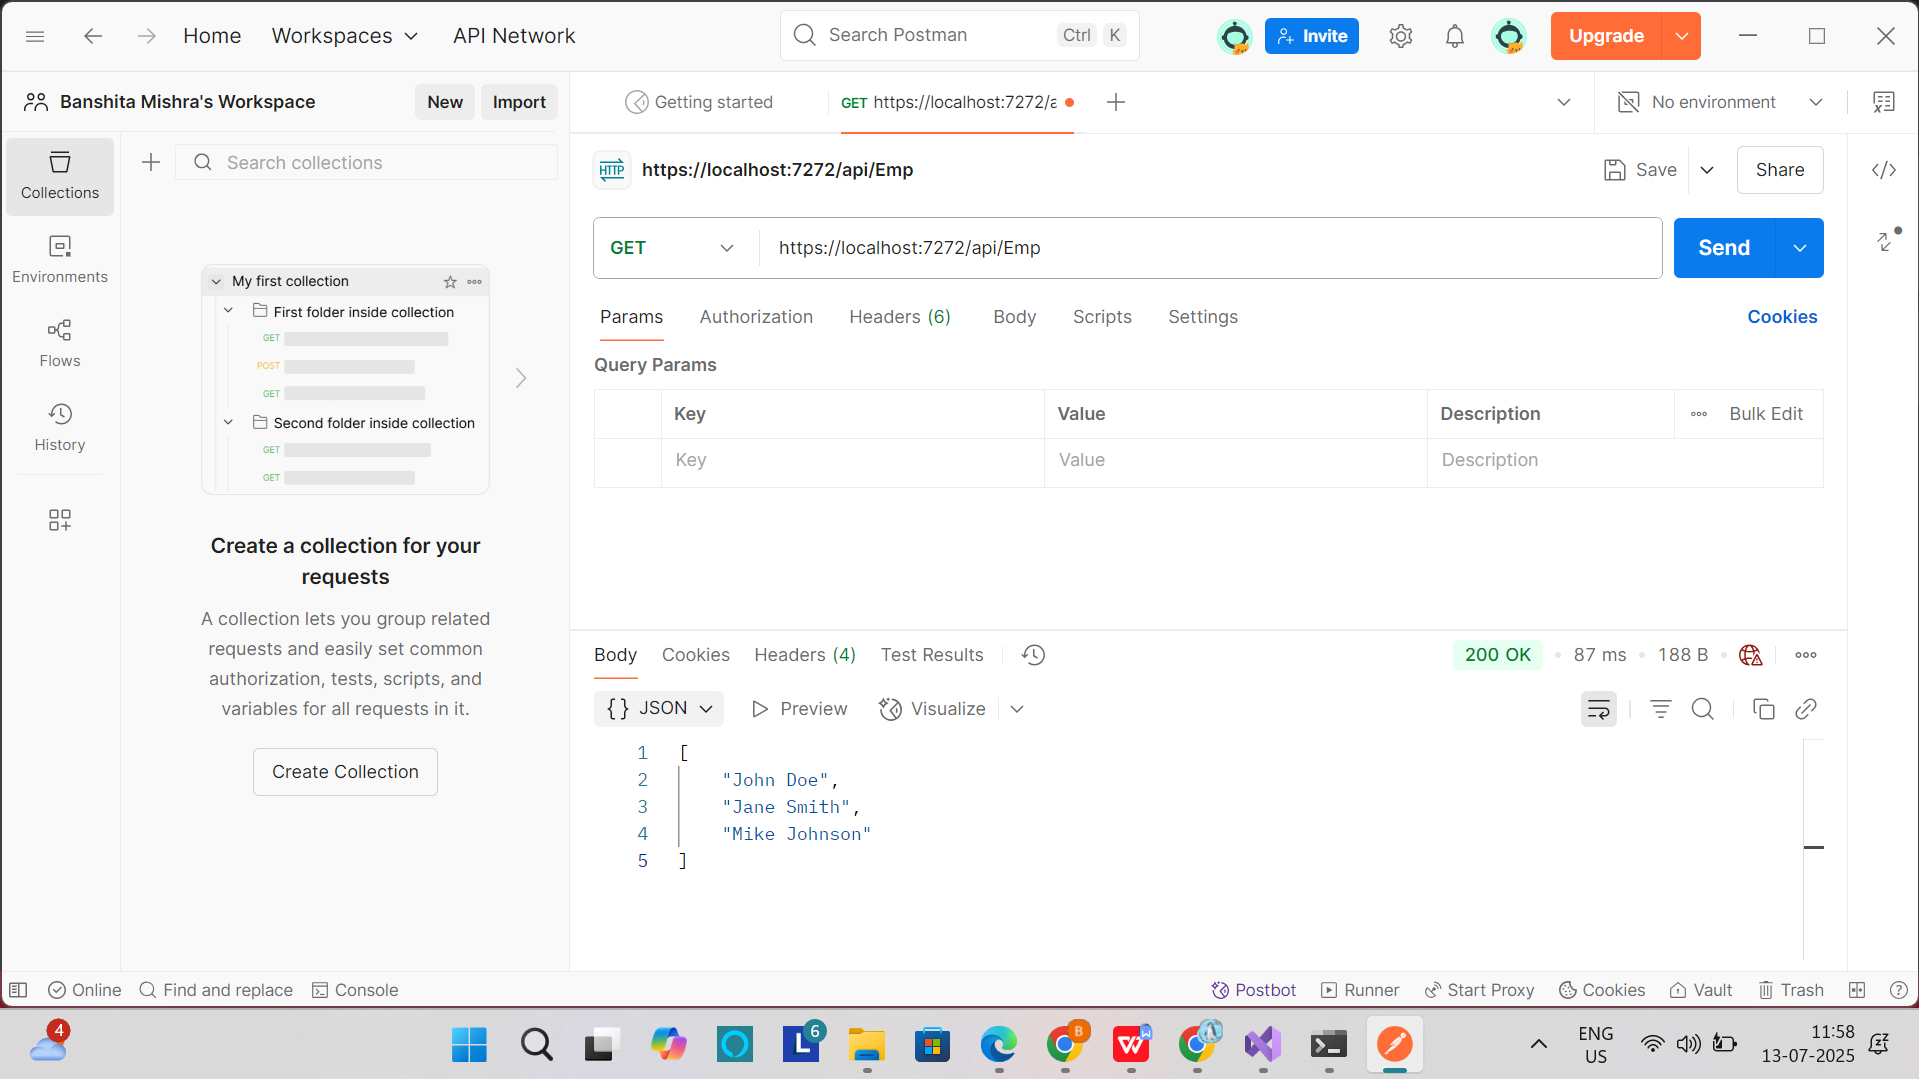 Home Workspaces API Network Search Postman Ctrl K Invite Upgrade
Banshita Mishra's Workspace New Import
Getting started GET https://localhost:7272/a No environment
Collections
Search collections
HTTP https://localhost:7272/api/Emp Save Share
Environments
GET https://localhost:7272/api/Emp Send
My first collection
First folder inside collection
GET
POST
GET
Second folder inside collection
GET
GET
Flows
History
Params Authorization Headers (6) Body Scripts Settings Cookies
Query Params
Key Value Description Bulk Edit
Key Value Description
Create a collection for your
requests
A collection lets you group related
requests and easily set common
authorization, tests, scripts, and
variables for all requests in it.
Create Collection
Body Cookies Headers (4) Test Results 200 OK 87 ms 188 B
{} JSON Preview Visualize
1 [
2 "John Doe",
3 "Jane Smith",
4 "Mike Johnson"
5 ]
Online Find and replace Console Postbot Runner Start Proxy Cookies Vault Trash
4 L 6 B W W ENG 11:58
US 13-07-2025